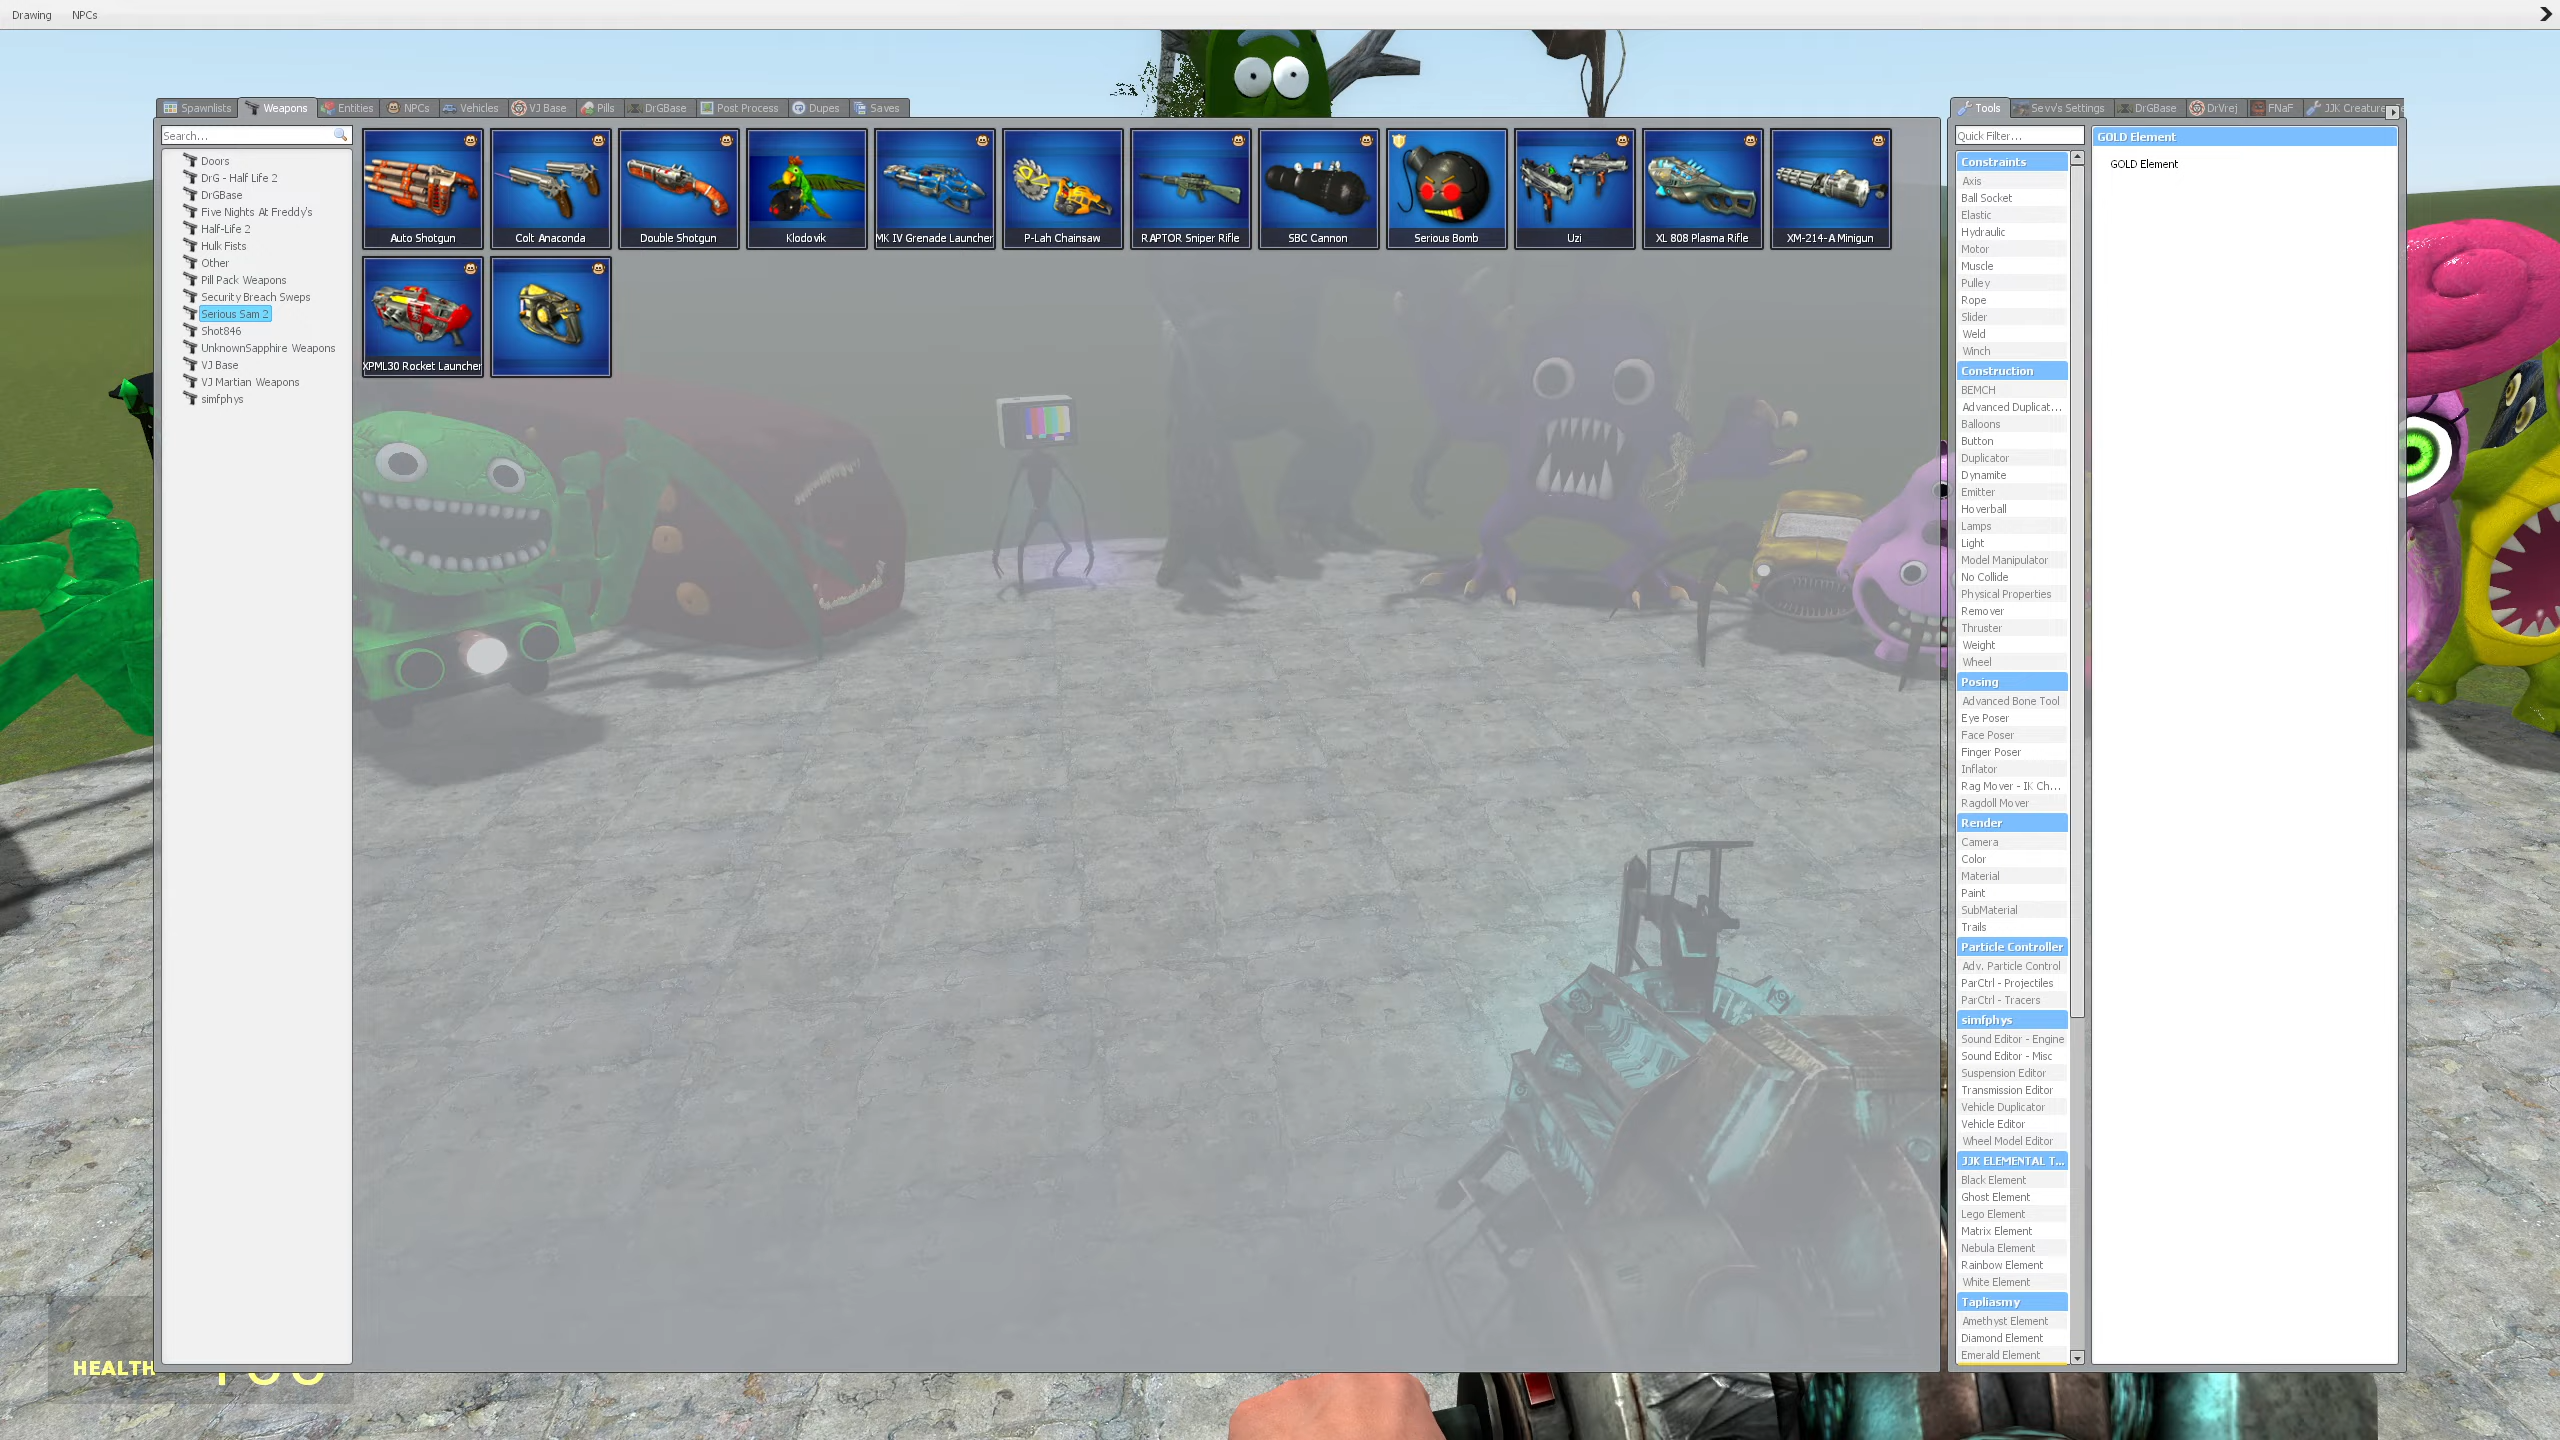 Drawing NPCs
Spawnlists Weapons Entities NPCs Vehicles VJ Base Pills DrGBase Post Process Dupes Saves
Search...
Doors
DrG - Half Life 2
DrGBase
Five Nights At Freddy's
Half-Life 2
Hulk Fists
Other
Pill Pack Weapons
Security Breach Sweps
Serious Sam 2
Shot846
UnknownSapphire Weapons
VJ Base
VJ Martian Weapons
simfphys
Auto Shotgun
Colt Anaconda
Double Shotgun
Klodovik
MK IV Grenade Launcher
P-Lah Chainsaw
RAPTOR Sniper Rifle
SBC Cannon
Serious Bomb
Uzi
XL 808 Plasma Rifle
XM-214-A Minigun
XPML30 Rocket Launcher
Tools Sevv's Settings DrGBase DrVrej FNaF JJK Creature
Quick Filter...
Constraints
Axis
Ball Socket
Elastic
Hydraulic
Motor
Muscle
Pulley
Rope
Slider
Weld
Winch
Construction
BEMCH
Advanced Duplicat...
Balloons
Button
Duplicator
Dynamite
Emitter
Hoverball
Lamps
Light
Model Manipulator
No Collide
Physical Properties
Remover
Thruster
Weight
Wheel
Posing
Advanced Bone Tool
Eye Poser
Face Poser
Finger Poser
Inflator
Rag Mover - IK Ch...
Ragdoll Mover
Render
Camera
Color
Material
Paint
SubMaterial
Trails
Particle Controller
Adv. Particle Control
ParCtrl - Projectiles
ParCtrl - Tracers
simfphys
Sound Editor - Engine
Sound Editor - Misc
Suspension Editor
Transmission Editor
Vehicle Duplicator
Vehicle Editor
Wheel Model Editor
JJK ELEMENTAL T...
Black Element
Ghost Element
Lego Element
Matrix Element
Nebula Element
Rainbow Element
White Element
Tapliasmy
Amethyst Element
Diamond Element
Emerald Element
GOLD Element
GOLD Element
HEALTH 100